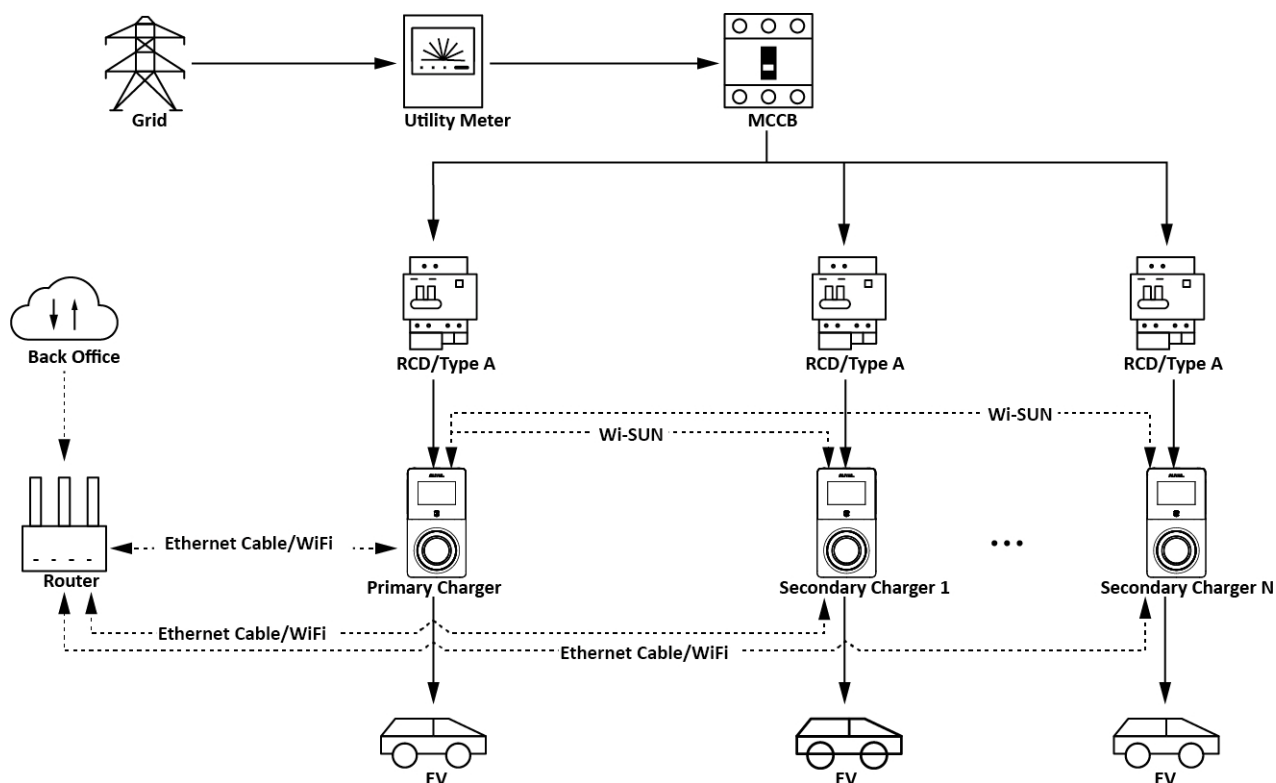 Grid
Utility Meter
MCCB
RCD/Type A
RCD/Type A
RCD/Type A
Back Office
Wi-SUN
Wi-SUN
Ethernet Cable/WiFi
Router
Primary Charger
Secondary Charger 1
...
Secondary Charger N
Ethernet Cable/WiFi
Ethernet Cable/WiFi
EV
EV
EV